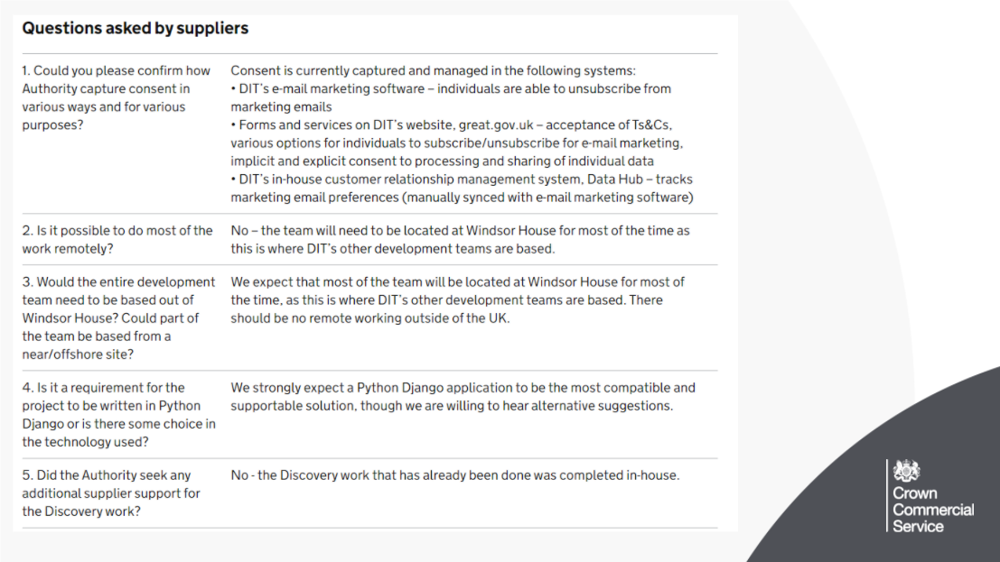 Questions asked by suppliers
1. Could you please confirm how
Authority capture consent in
various ways and for various
purposes?
Consent is currently captured and managed in the following systems:
• DIT's e-mail marketing software – individuals are able to unsubscribe from
marketing emails
• Forms and services on DIT's website, great.gov.uk – acceptance of Ts&Cs,
various options for individuals to subscribe/unsubscribe for e-mail marketing,
implicit and explicit consent to processing and sharing of individual data
• DIT's in-house customer relationship management system, Data Hub – tracks
marketing email preferences (manually synced with e-mail marketing software)
2. Is it possible to do most of the
work remotely?
No – the team will need to be located at Windsor House for most of the time as
this is where DIT's other development teams are based.
3. Would the entire development
team need to be based out of
Windsor House? Could part of
the team be based from a
near/offshore site?
We expect that most of the team will be located at Windsor House for most of
the time, as this is where DIT's other development teams are based. There
should be no remote working outside of the UK.
4. Is it a requirement for the
project to be written in Python
Django or is there some choice in
the technology used?
We strongly expect a Python Django application to be the most compatible and
supportable solution, though we are willing to hear alternative suggestions.
5. Did the Authority seek any
additional supplier support for
the Discovery work?
No - the Discovery work that has already been done was completed in-house.
Crown
Commercial
Service